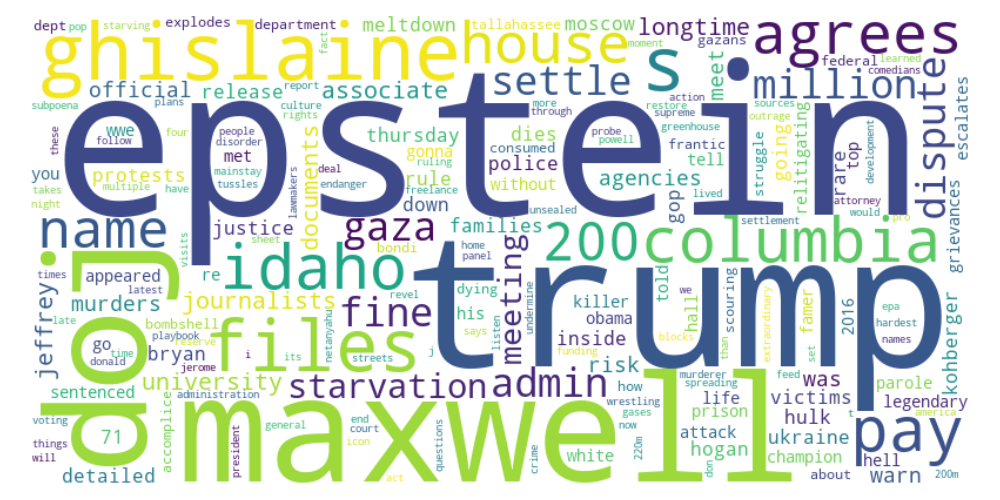 dept pop starving explodes department meltdown tallahassee moscow longtime gazans agrees
fact moment learned
ghislaine house settle s meet million federal comedians
subpoena plans official release report associate
these wwe follow culture rights four people disorder thursday dies more through restore action supreme sources outrage top dispute escalates
epstein
you protests met mainstay tussles documents gonna consumed police probe powell greenhouse frantic struggle going relitigating rare development
takes multiple have deal ruling rule without agencies tell gop lived attorney would
night name justice lawmakers endanger freelance down unsealed families told columbia settlement pro grievances
visits sheet gaza 200
jeffrey times appeared re idaho bondi home panel meeting we scouring hall famer 2016 epa
latest murders dying killer his obama extraordinary set hardest names kohberger
late bombshell journalists revel fine undermine trump
doj go playbook reserve files netanyahu listen says inside blocks than
donald time bryan jerome i its streets j funding risk murderer spreading feed parole
sentenced university administration starvation admin how life was victims legendary america
voting 71 accomplice maxwell wrestling gases now prison hulk t pay
things will president general icon end court act questions crime white 220m attack hogan don champion ukraine about hell warn 200m
detailed